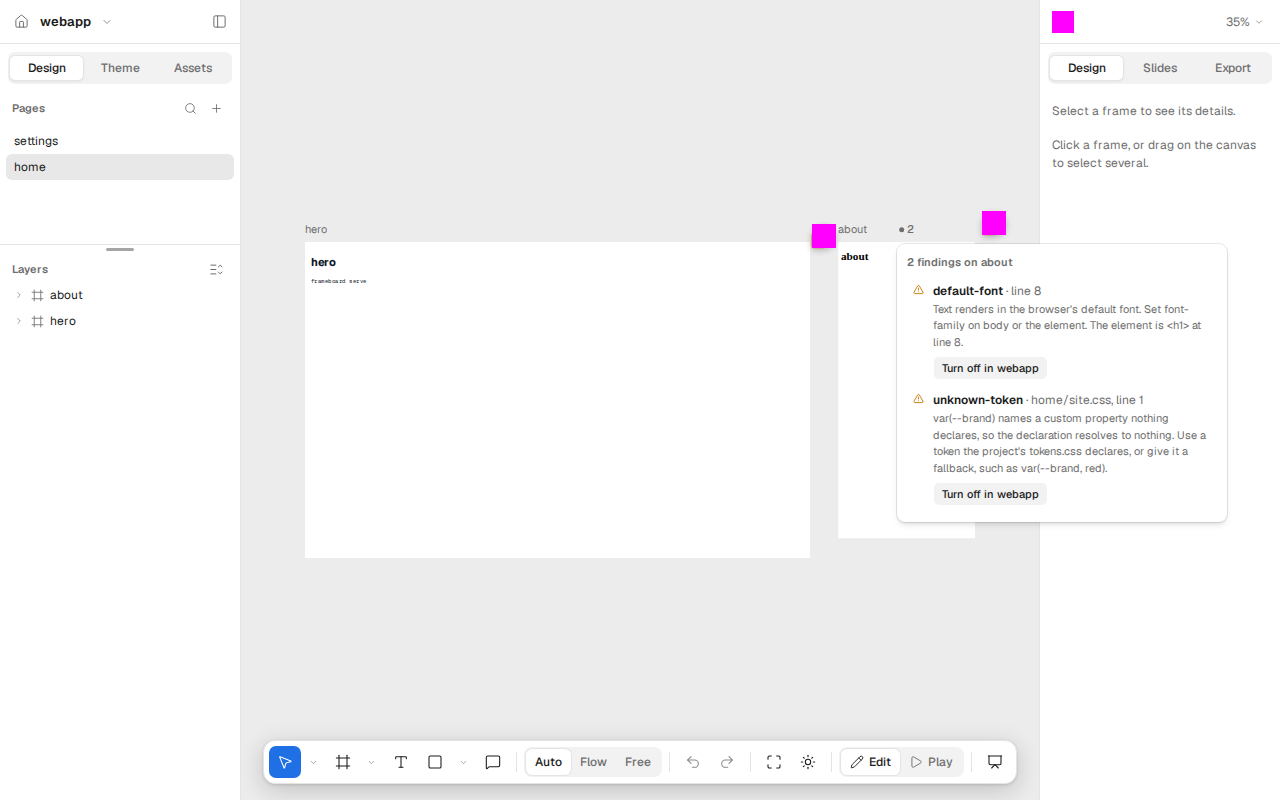 webapp
35%
Design Theme Assets
Design Slides Export
Pages
settings
home
Select a frame to see its details.
Click a frame, or drag on the canvas
to select several.
Layers
about
hero
hero
hero
frameboard serve
about 2
about
2 findings on about
default-font · line 8
Text renders in the browser's default font. Set font-
family on body or the element. The element is <h1> at
line 8.
Turn off in webapp
unknown-token · home/site.css, line 1
var(--brand) names a custom property nothing
declares, so the declaration resolves to nothing. Use a
token the project's tokens.css declares, or give it a
fallback, such as var(--brand, red).
Turn off in webapp
Auto Flow Free Edit Play